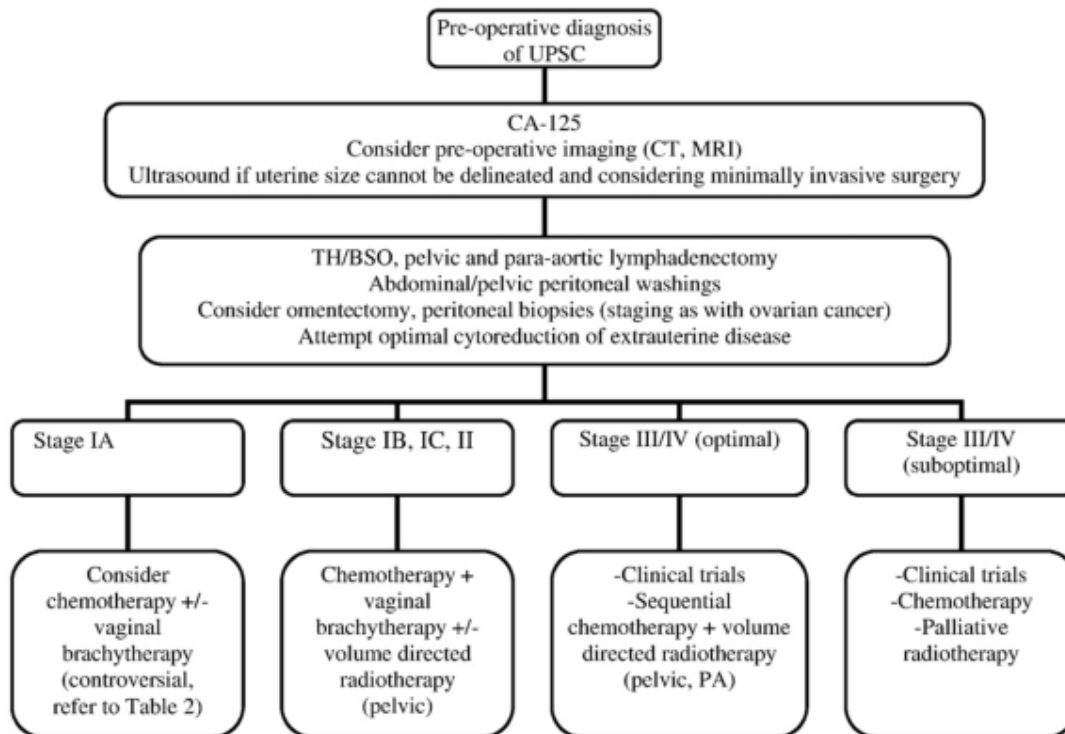 Pre-operative diagnosis
of UPSC
CA-125
Consider pre-operative imaging (CT, MRI)
Ultrasound if uterine size cannot be delineated and considering minimally invasive surgery
TH/BSO, pelvic and para-aortic lymphadenectomy
Abdominal/pelvic peritoneal washings
Consider omentectomy, peritoneal biopsies (staging as with ovarian cancer)
Attempt optimal cytoreduction of extrauterine disease
Stage IA
Stage IB, IC, II
Stage III/IV (optimal)
Stage III/IV
(suboptimal)
Consider
chemotherapy +/-
vaginal
brachytherapy
(controversial,
refer to Table 2)
Chemotherapy +
vaginal
brachytherapy +/-
volume directed
radiotherapy
(pelvic)
-Clinical trials
-Sequential
chemotherapy + volume
directed radiotherapy
(pelvic, PA)
-Clinical trials
-Chemotherapy
-Palliative
radiotherapy